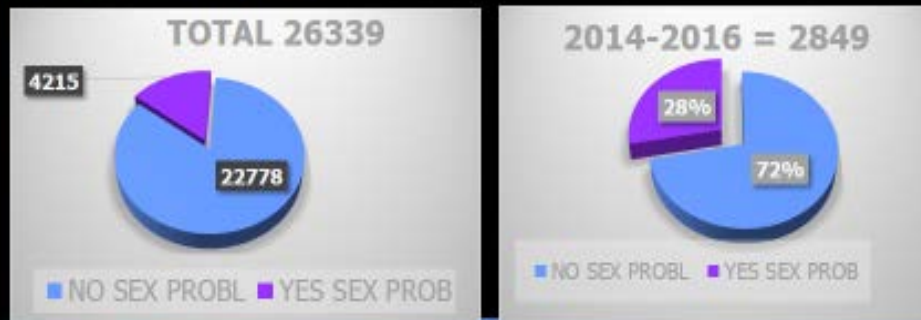 TOTAL 26339
4215
22778
NO SEX PROBL YES SEX PROB
2014-2016 = 2849
28%
72%
NO SEX PROBL YES SEX PROB